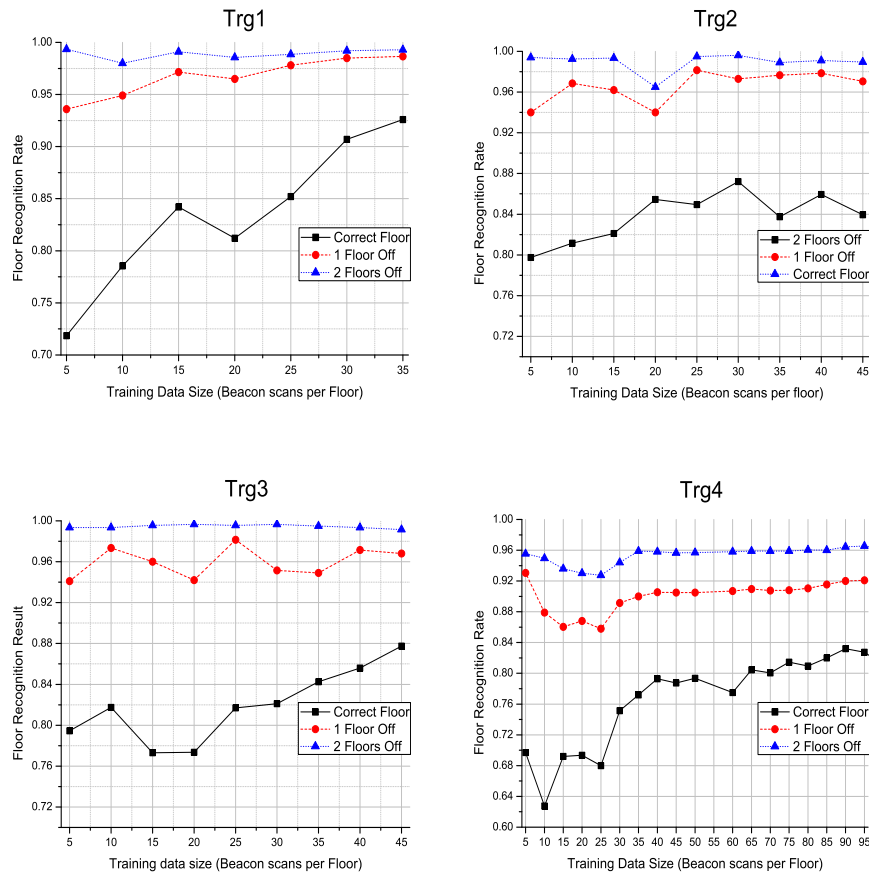 Trg1
1.00
0.95
0.90
0.85
0.80
0.75
0.70
Floor Recognition Rate
Correct Floor
1 Floor Off
2 Floors Off
5 10 15 20 25 30 35
Training Data Size (Beacon scans per Floor)
Trg2
1.00
0.96
0.92
0.88
0.84
0.80
0.76
0.72
Floor Recognition Rate
2 Floors Off
1 Floor Off
Correct Floor
5 10 15 20 25 30 35 40 45
Training Data Size (Beacon scans per floor)
Trg3
1.00
0.96
0.92
0.88
0.84
0.80
0.76
0.72
Floor Recognition Result
Correct Floor
1 Floor Off
2 Floors Off
5 10 15 20 25 30 35 40 45
Training data size (Beacon scans per Floor)
Trg4
1.00
0.96
0.92
0.88
0.84
0.80
0.76
0.72
0.68
0.64
0.60
Floor Recognition Rate
Correct Floor
1 Floor Off
2 Floors Off
5 10 15 20 25 30 35 40 45 50 55 60 65 70 75 80 85 90 95
Training Data Size (Beacon scans per Floor)